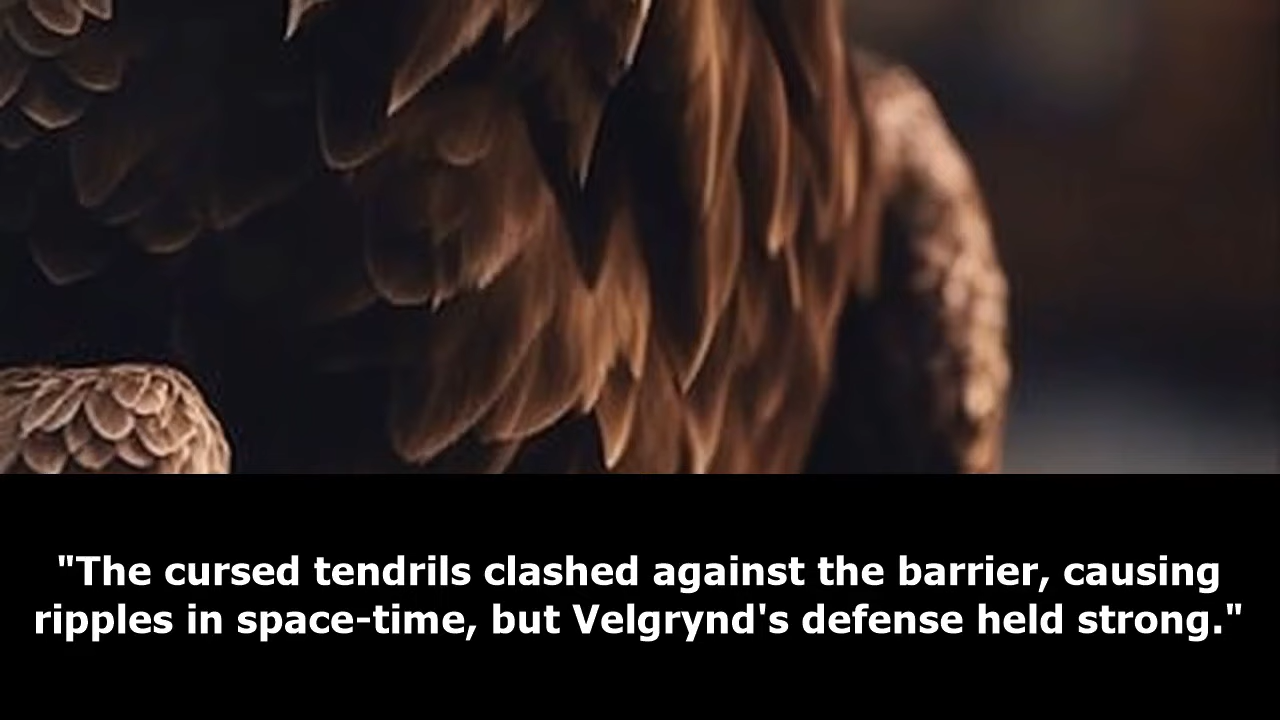 "The cursed tendrils clashed against the barrier, causing
ripples in space-time, but Velgrynd's defense held strong."